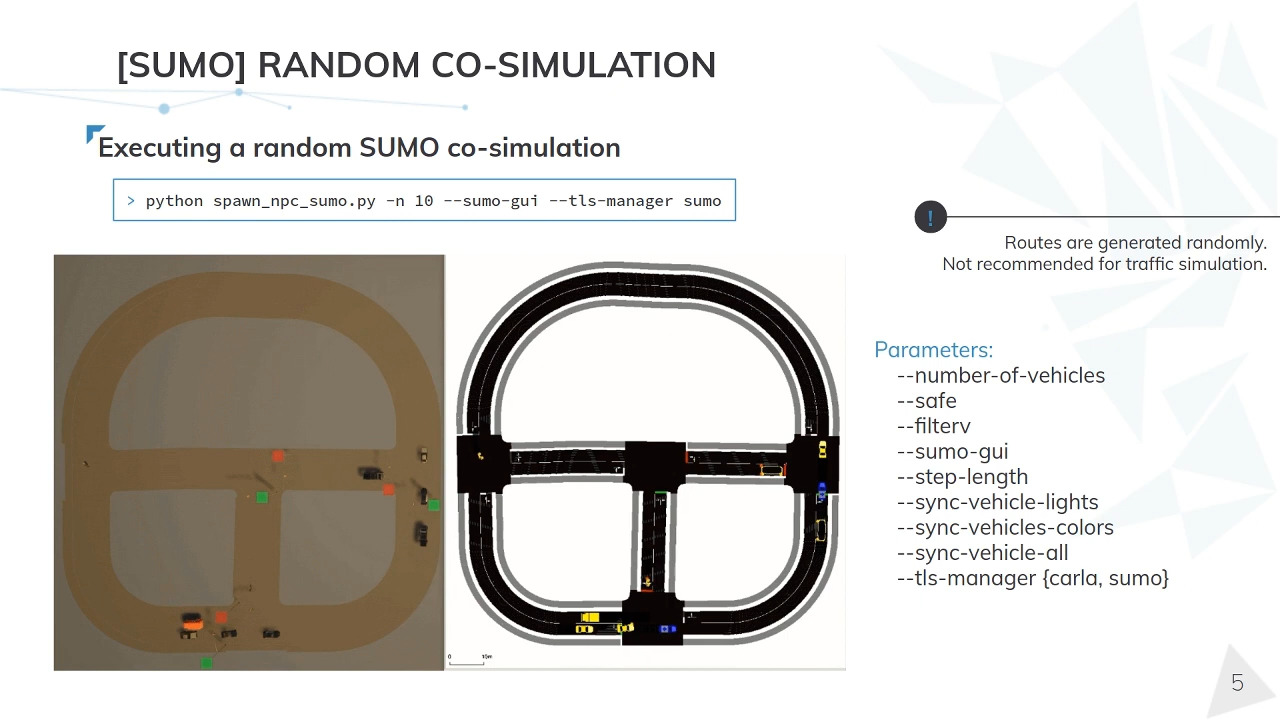 [SUMO] RANDOM CO-SIMULATION
Executing a random SUMO co-simulation
> python spawn_npc_sumo.py -n 10 --sumo-gui --tls-manager sumo
!
Routes are generated randomly.
Not recommended for traffic simulation.
Parameters:
--number-of-vehicles
--safe
--filterv
--sumo-gui
--step-length
--sync-vehicle-lights
--sync-vehicles-colors
--sync-vehicle-all
--tls-manager {carla, sumo}
0 10m
5